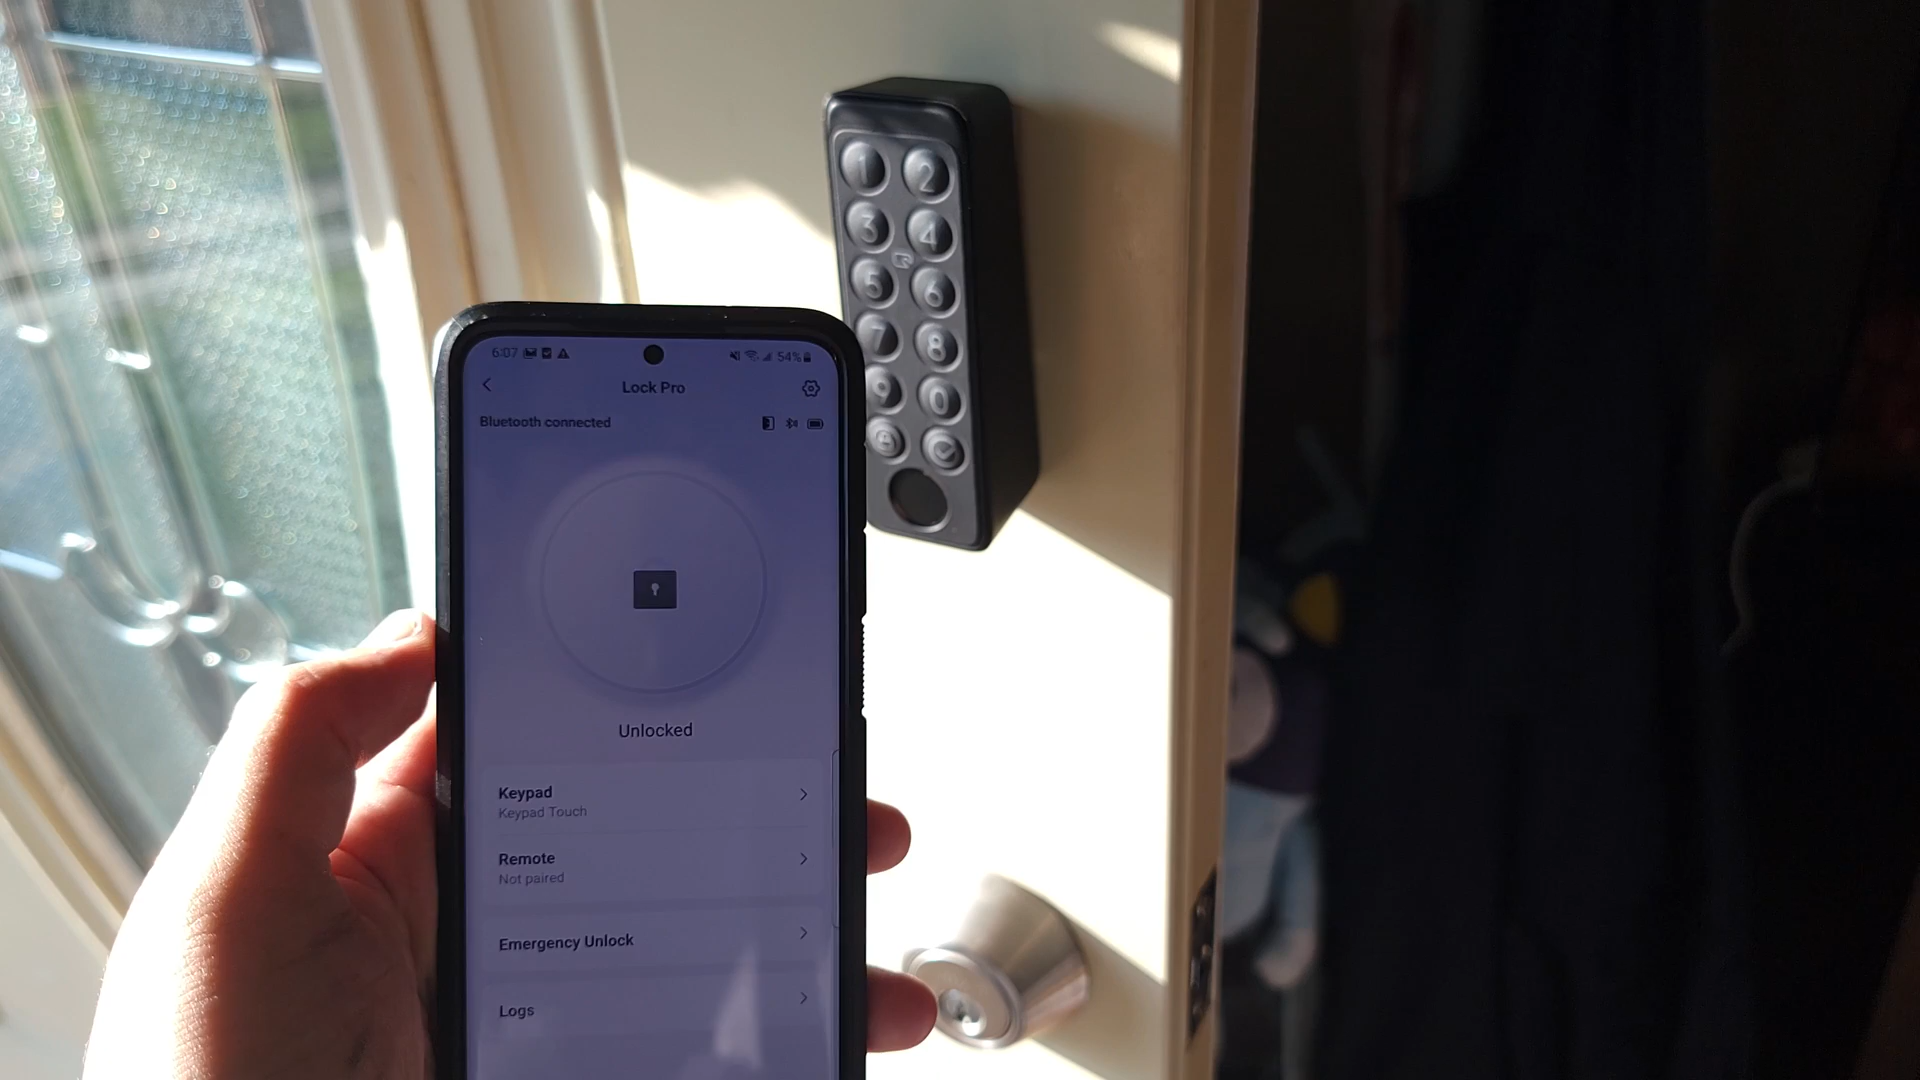 6:07 54%
Lock Pro
Bluetooth connected
Unlocked
Keypad
Keypad Touch
Remote
Not paired
Emergency Unlock
Logs
1 2
3 4
5 6
7 8
9 0